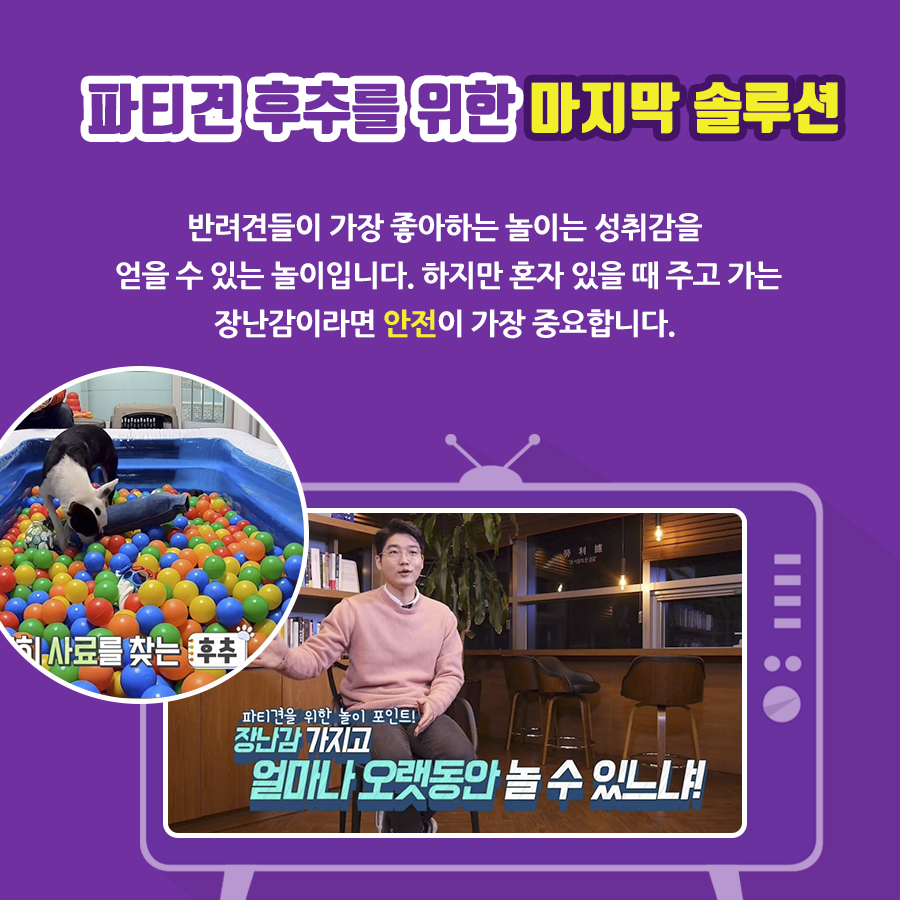 파티견 후추를 위한 마지막 솔루션
반려견들이 가장 좋아하는 놀이는 성취감을
얻을 수 있는 놀이입니다. 하지만 혼자 있을 때 주고 가는
장난감이라면 안전이 가장 중요합니다.
히 사료를 찾는 후추
파티견을 위한 놀이 포인트!
장난감 가지고
얼마나 오랫동안 놀 수 있느냐!